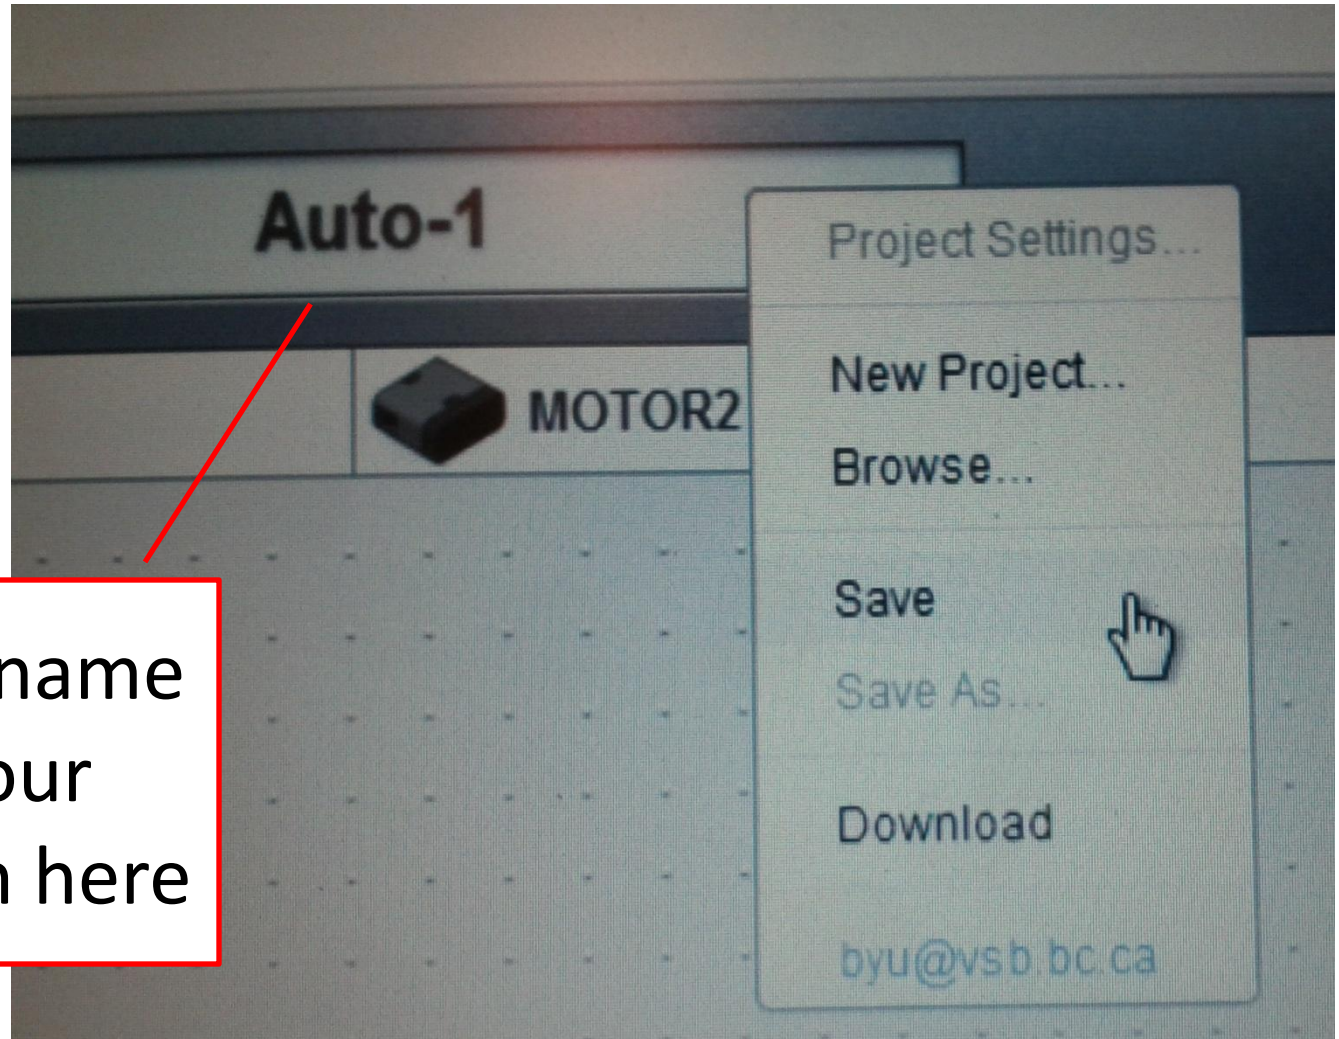 Auto-1
Project Settings...
New Project...
MOTOR2
Browse...
Save
Save As...
Download
byu@vsb.bc.ca
name
our
n here